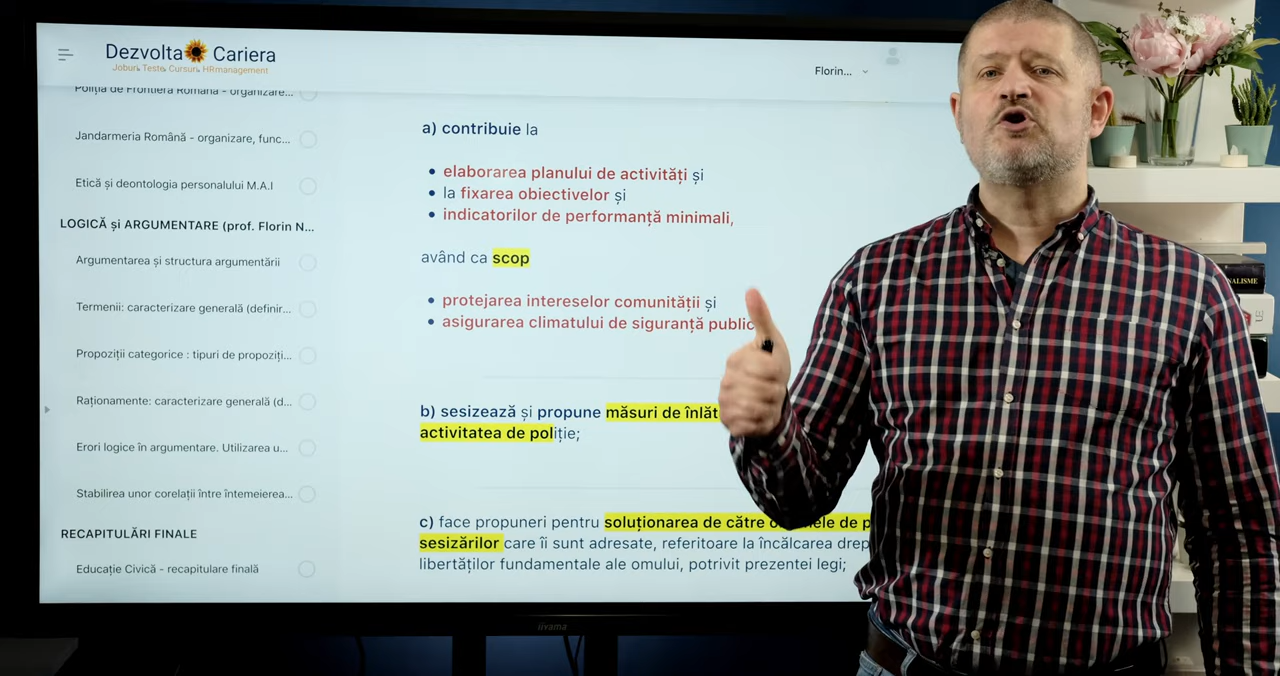 Dezvolta Cariera
Joburi, Teste, Cursuri, HRmanagement
Florin...
Poliția de Frontieră Română - organizare...
Jandarmeria Română - organizare, func...
Etică și deontologia personalului M.A.I
LOGICĂ și ARGUMENTARE (prof. Florin N...
Argumentarea și structura argumentării
Termenii: caracterizare generală (definir...
Propoziții categorice : tipuri de propoziți...
Raționamente: caracterizare generală (d...
Erori logice în argumentare. Utilizarea u...
Stabilirea unor corelații între întemeierea...
RECAPITULĂRI FINALE
Educație Civică - recapitulare finală
a) contribuie la
elaborarea planului de activități și
la fixarea obiectivelor și
indicatorilor de performanță minimali,
având ca scop
protejarea intereselor comunității și
asigurarea climatului de siguranță public
b) sesizează și propune măsuri de înlăt
activitatea de poliție;
c) face propuneri pentru soluționarea de către de p
sesizărilor care îi sunt adresate, referitoare la încălcarea drep
libertăților fundamentale ale omului, potrivit prezentei legi;
iiyama
NALISME
UE